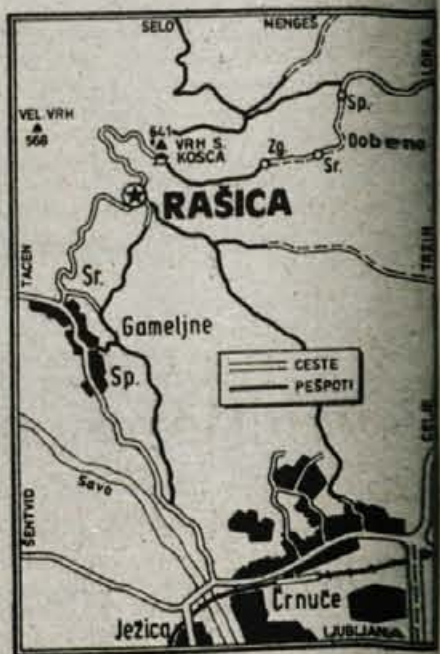 SELO
MENGEŠ
LOKA
VEL. VRH
568
641
VRH S.
KOŠCA
Sp.
Dobeno
Zg.
Sr.
RAŠICA
TACEN
TRZIN
Sr.
Gameljne
Sp.
CESTE
PEŠPOTI
CELJE
Sava
ŠENTVID
Črnuče
Ježica
LJUBLJANA